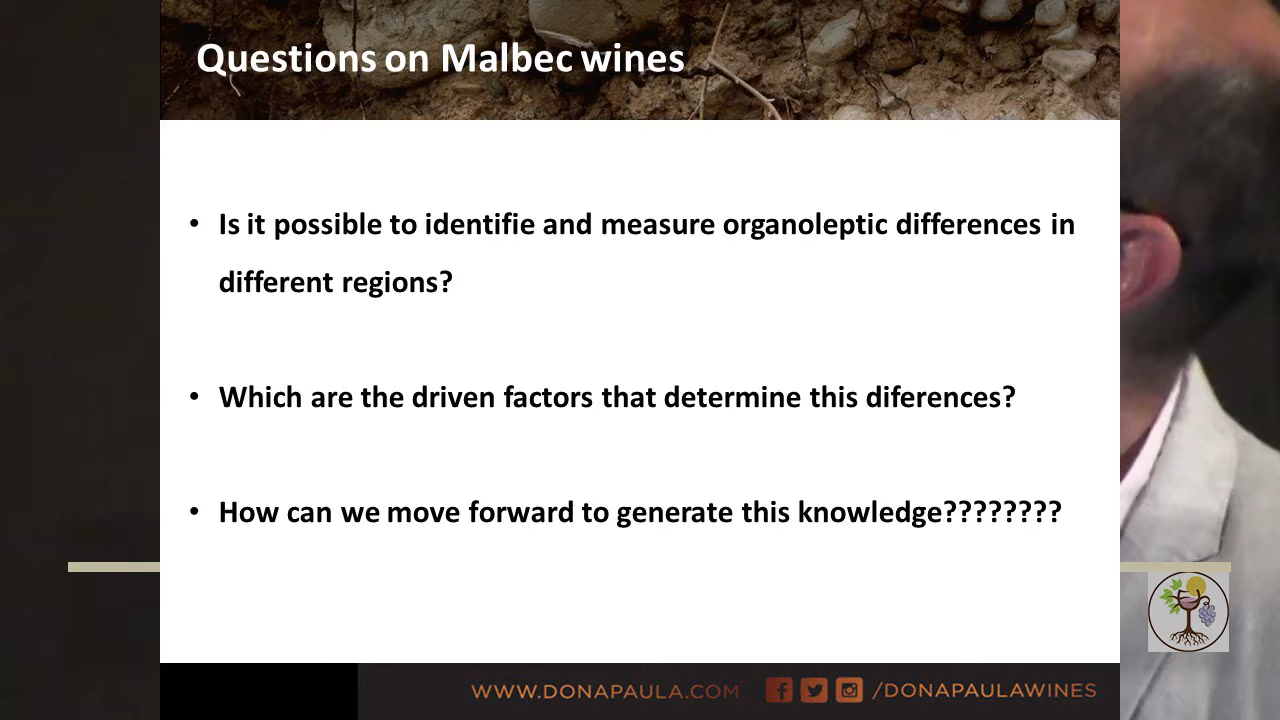 Questions on Malbec wines
• Is it possible to identifie and measure organoleptic differences in
different regions?
• Which are the driven factors that determine this diferences?
• How can we move forward to generate this knowledge????????
WWW.DONAPAULA.COM /DONAPAULAWINES